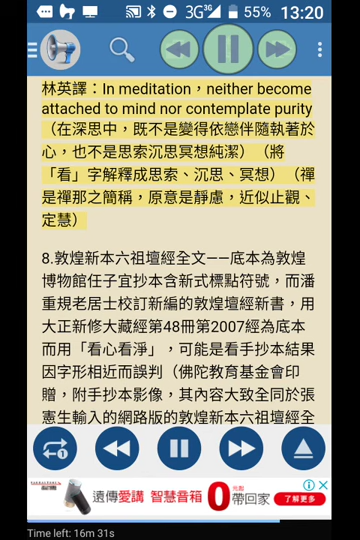 3G 3G 55% 13:20
林英譯：In meditation，neither become
attached to mind nor contemplate purity
（在深思中，既不是變得依戀伴隨執著於
心，也不是思索沉思冥想純潔）（將
「看」字解釋成思索、沉思、冥想）（禪
是禪那之簡稱，原意是靜慮，近似止觀、
定慧）
8.敦煌新本六祖壇經全文——底本為敦煌
博物館任子宜抄本含新式標點符號，而潘
重規老居士校訂新編的敦煌壇經新書，用
大正新修大藏經第48冊第2007經為底本
而用「看心看淨」，可能是看手抄本結果
因字形相近而誤判（佛陀教育基金會印
贈，附手抄本影像，其內容大致全同於張
憲生輸入的網路版的敦煌新本六祖壇經全
1
遠傳愛講 智慧音箱 0元起 帶回家 了解更多
Time left: 16m 31s